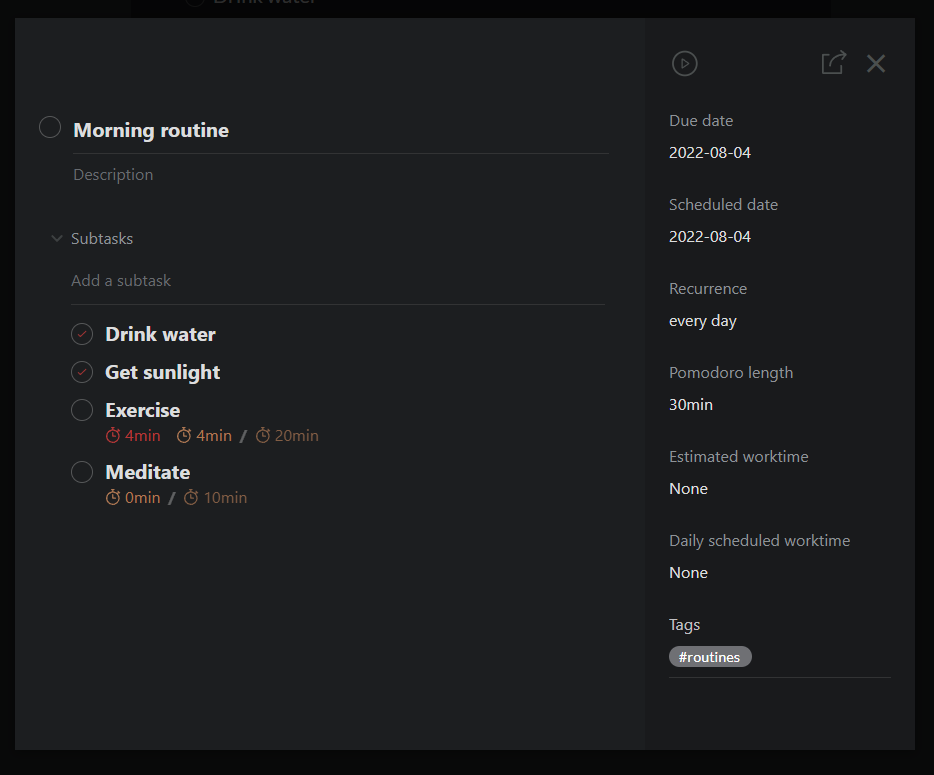 Drink water
Morning routine
Description
Subtasks
Add a subtask
Drink water
Get sunlight
Exercise
4min 4min / 20min
Meditate
0min / 10min
Due date
2022-08-04
Scheduled date
2022-08-04
Recurrence
every day
Pomodoro length
30min
Estimated worktime
None
Daily scheduled worktime
None
Tags
#routines